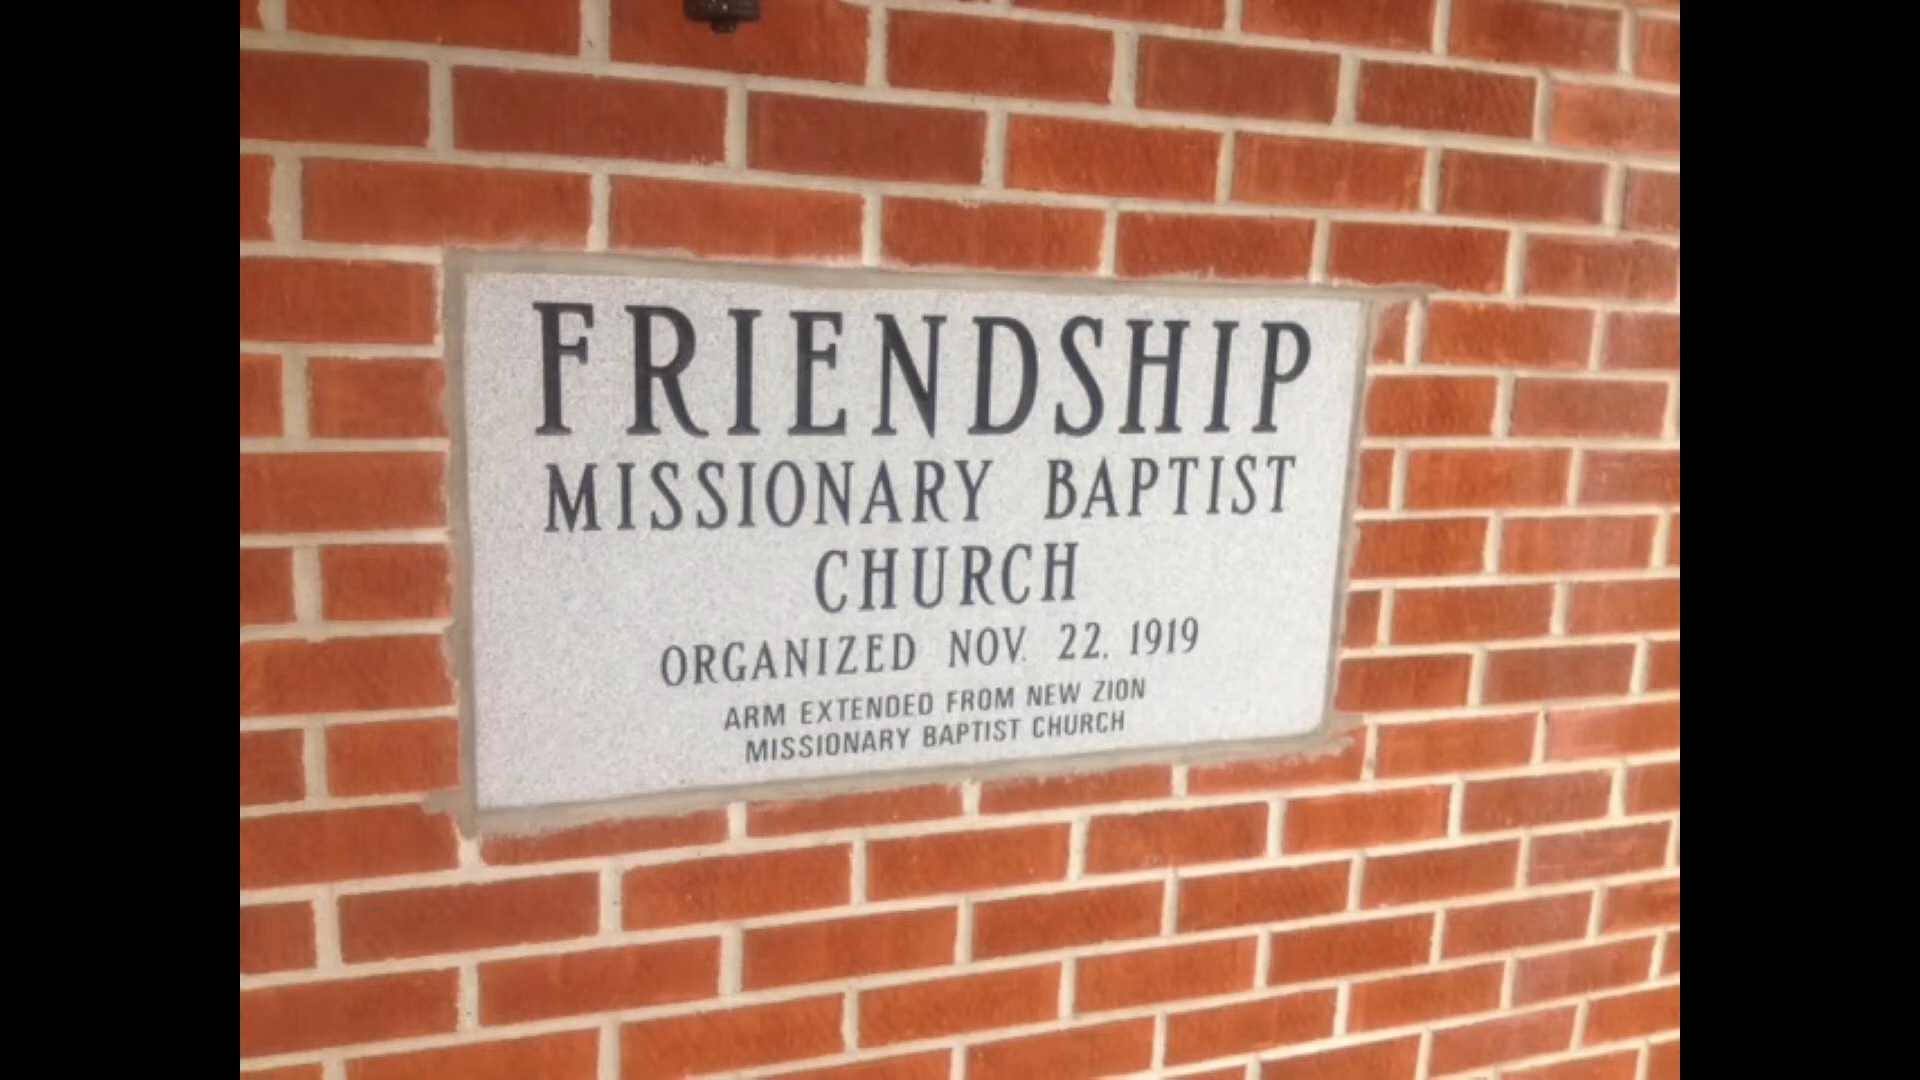 FRIENDSHIP
MISSIONARY BAPTIST
CHURCH
ORGANIZED NOV. 22, 1919
ARM EXTENDED FROM NEW ZION
MISSIONARY BAPTIST CHURCH